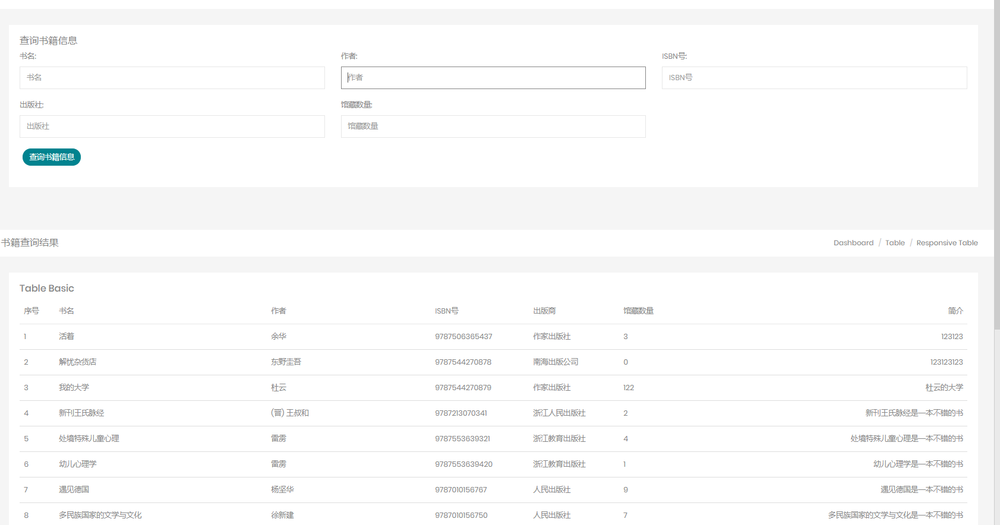 查询书籍信息
书名: 作者: ISBN号:
书名 作者 ISBN号
出版社: 馆藏数量:
出版社 馆藏数量
查询书籍信息
书籍查询结果 Dashboard / Table / Responsive Table
Table Basic
序号 书名 作者 ISBN号 出版商 馆藏数量 简介
1 活着 余华 9787506365437 作家出版社 3 123123
2 解忧杂货店 东野圭吾 9787544270878 南海出版公司 0 123123123
3 我的大学 杜云 9787544270879 作家出版社 122 杜云的大学
4 新刊王氏脉经 (晋) 王叔和 9787213070341 浙江人民出版社 2 新刊王氏脉经是一本不错的书
5 处境特殊儿童心理 雷雳 9787553639321 浙江教育出版社 4 处境特殊儿童心理是一本不错的书
6 幼儿心理学 雷雳 9787553639420 浙江教育出版社 1 幼儿心理学是一本不错的书
7 遇见德国 杨坚华 9787010156767 人民出版社 9 遇见德国是一本不错的书
8 多民族国家的文学与文化 徐新建 9787010156750 人民出版社 7 多民族国家的文学与文化是一本不错的书